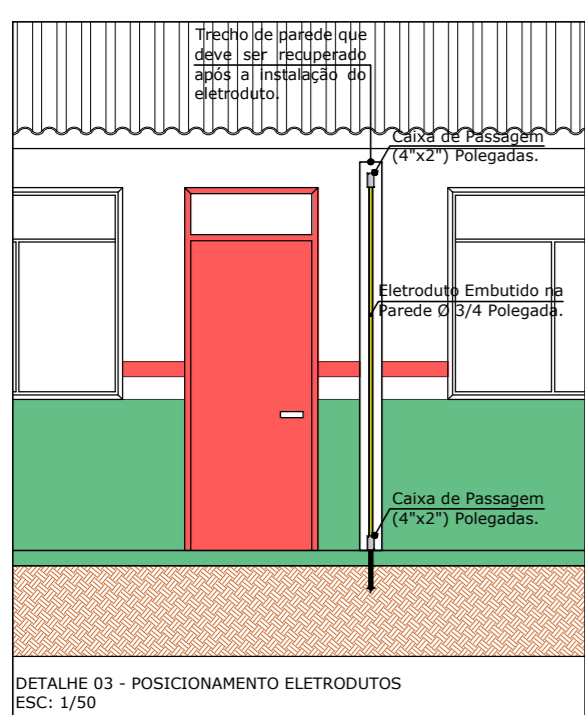 Trecho de parede que
deve ser recuperado
após a instalação do
eletroduto.
Caixa de Passagem
(4"x2") Polegadas.
Eletroduto Embutido na
Parede Ø 3/4 Polegada.
Caixa de Passagem
(4"x2") Polegadas.
DETALHE 03 - POSICIONAMENTO ELETRODUTOS
ESC: 1/50